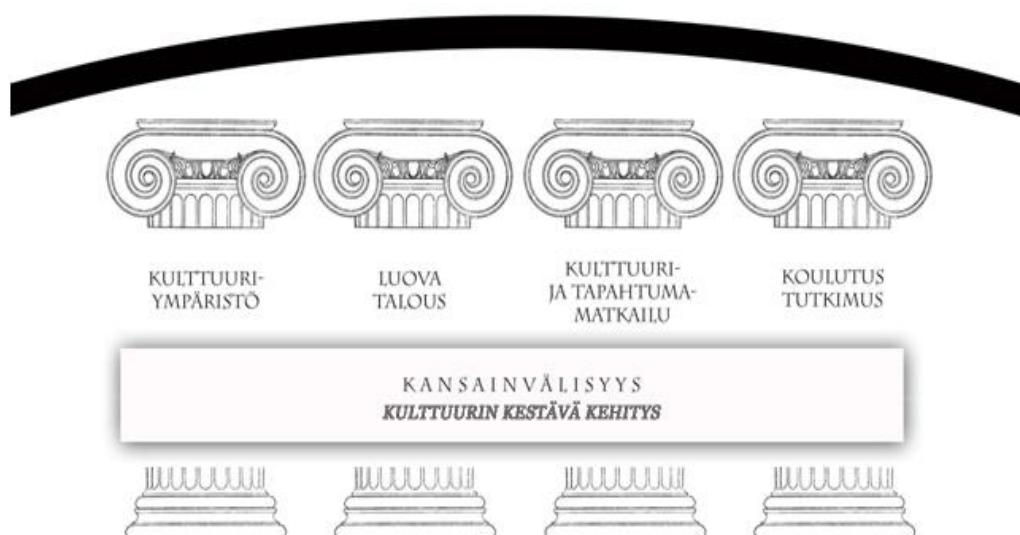 KULTTUURI-
YMPÄRISTÖ
LUOVA
TALOUS
KULTTUURI-
JA TAPAHTUMA-
MATKAILU
KOULUTUS
TUTKIMUS
KANSAINVÄLISYYS
KULTTUURIN KESTÄVÄ KEHITYS